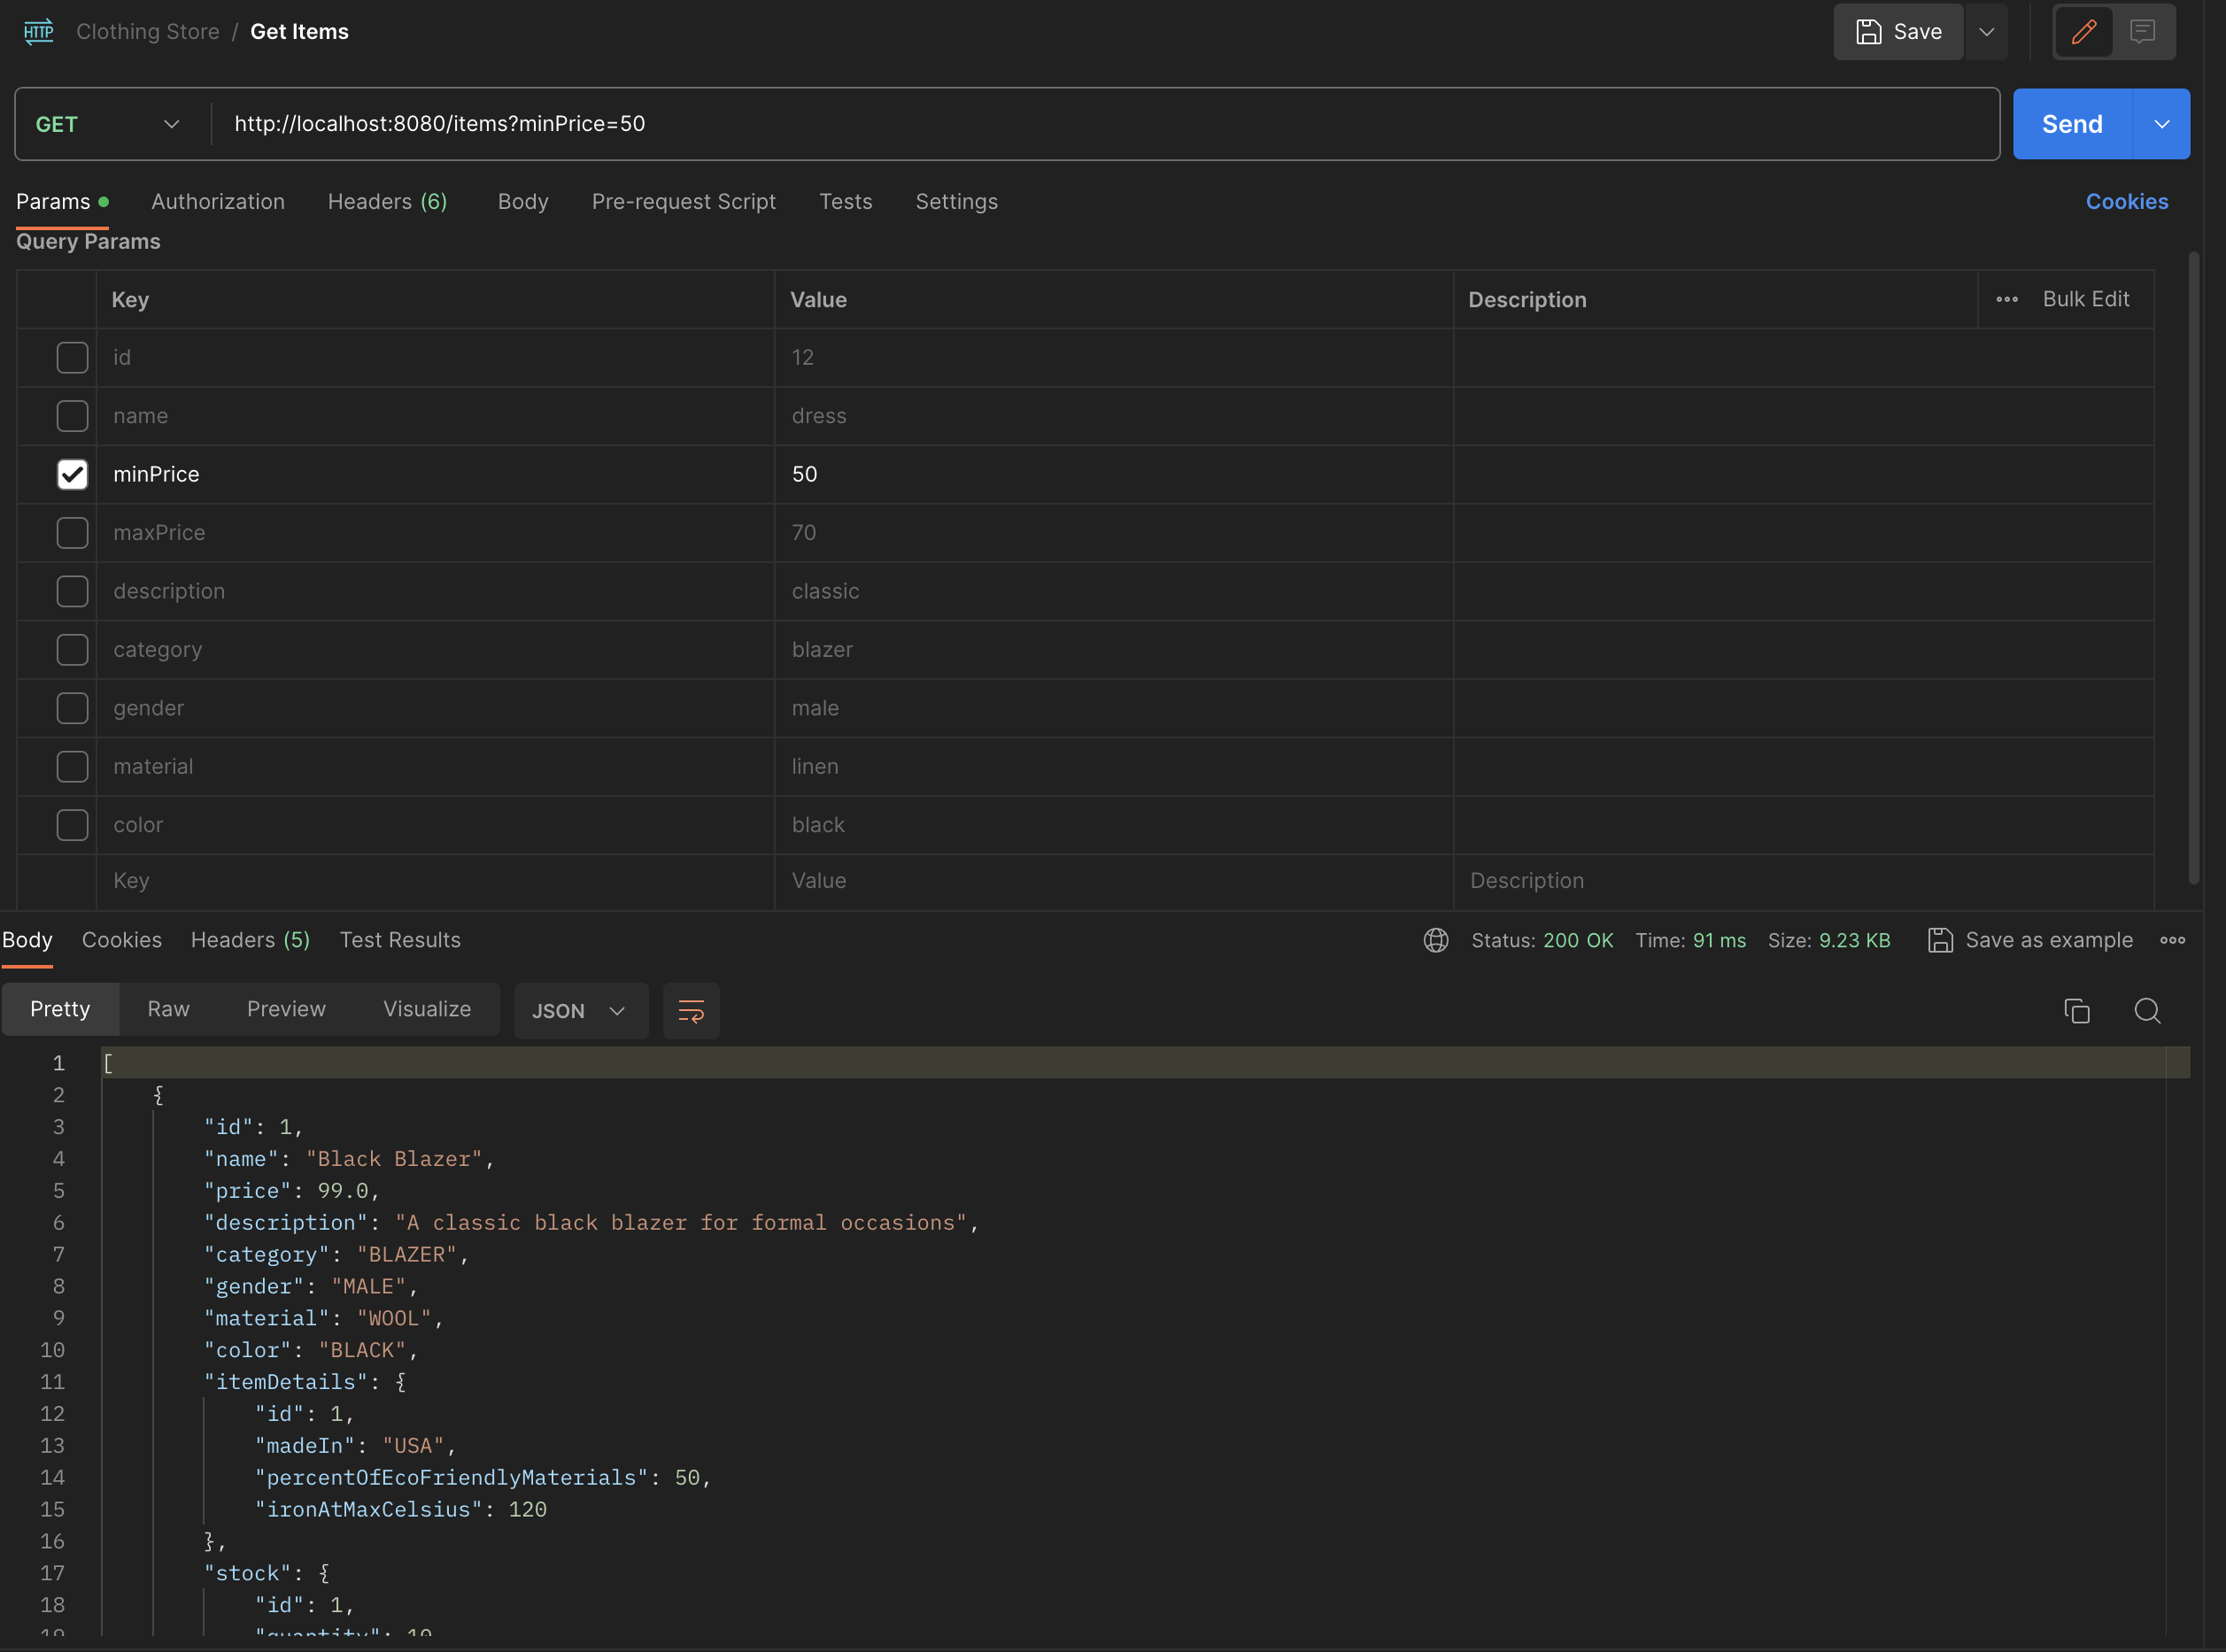 HTTP Clothing Store / Get Items Save
GET http://localhost:8080/items?minPrice=50 Send
Params Authorization Headers (6) Body Pre-request Script Tests Settings Cookies
Query Params
Key Value Description Bulk Edit
id 12
name dress
minPrice 50
maxPrice 70
description classic
category blazer
gender male
material linen
color black
Key Value Description
Body Cookies Headers (5) Test Results Status: 200 OK Time: 91 ms Size: 9.23 KB Save as example
Pretty Raw Preview Visualize JSON
1 [
2 {
3 "id": 1,
4 "name": "Black Blazer",
5 "price": 99.0,
6 "description": "A classic black blazer for formal occasions",
7 "category": "BLAZER",
8 "gender": "MALE",
9 "material": "WOOL",
10 "color": "BLACK",
11 "itemDetails": {
12 "id": 1,
13 "madeIn": "USA",
14 "percentOfEcoFriendlyMaterials": 50,
15 "ironAtMaxCelsius": 120
16 },
17 "stock": {
18 "id": 1,
19 "quantity": 10